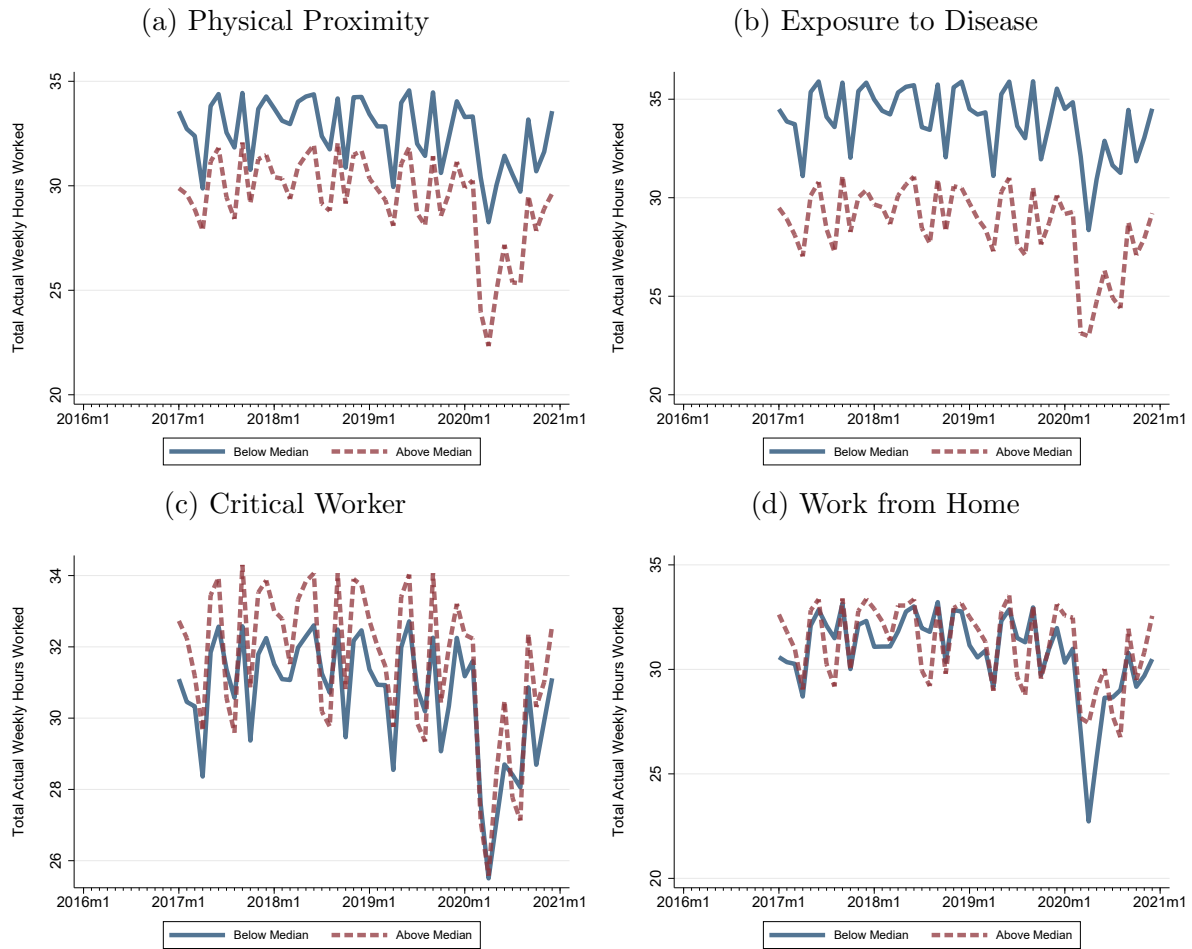 (a) Physical Proximity
Total Actual Weekly Hours Worked
35
30
25
20
2016m1 2017m1 2018m1 2019m1 2020m1 2021m1
Below Median Above Median
(b) Exposure to Disease
Total Actual Weekly Hours Worked
35
30
25
20
2016m1 2017m1 2018m1 2019m1 2020m1 2021m1
Below Median Above Median
(c) Critical Worker
Total Actual Weekly Hours Worked
34
32
30
28
26
2016m1 2017m1 2018m1 2019m1 2020m1 2021m1
Below Median Above Median
(d) Work from Home
Total Actual Weekly Hours Worked
35
30
25
20
2016m1 2017m1 2018m1 2019m1 2020m1 2021m1
Below Median Above Median